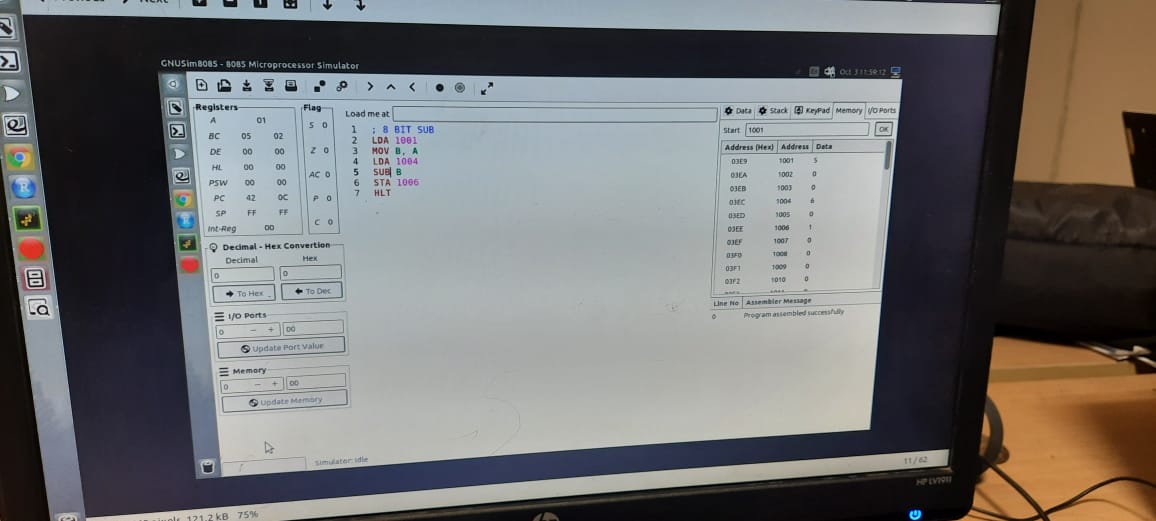 Next
GNUSim8085 - 8085 Microprocessor Simulator
Oct 3 11:59:12
Registers
A 01
BC 05 02
DE 00 00
HL 00 00
PSW 00 00
PC 42 0C
SP FF FF
Int-Reg 00
Flag
S 0
Z 0
AC 0
P 0
C 0
Decimal - Hex Convertion
Decimal Hex
0 0
To Hex To Dec
I/O Ports
0 - + 00
Update Port Value
Memory
0 - + 00
Update Memory
Load me at
1 ; 8 BIT SUB
2 LDA 1001
3 MOV B, A
4 LDA 1004
5 SUB B
6 STA 1006
7 HLT
Simulator: Idle
Data Stack KeyPad Memory I/O Ports
Start 1001 OK
Address (Hex) Address Data
03E9 1001 5
03EA 1002 0
03EB 1003 0
03EC 1004 6
03ED 1005 0
03EE 1006 1
03EF 1007 0
03F0 1008 0
03F1 1009 0
03F2 1010 0
Line No Assembler Message
0 Program assembled successfully
11 / 62
121.2 kB 75%
HP LV1911
hp